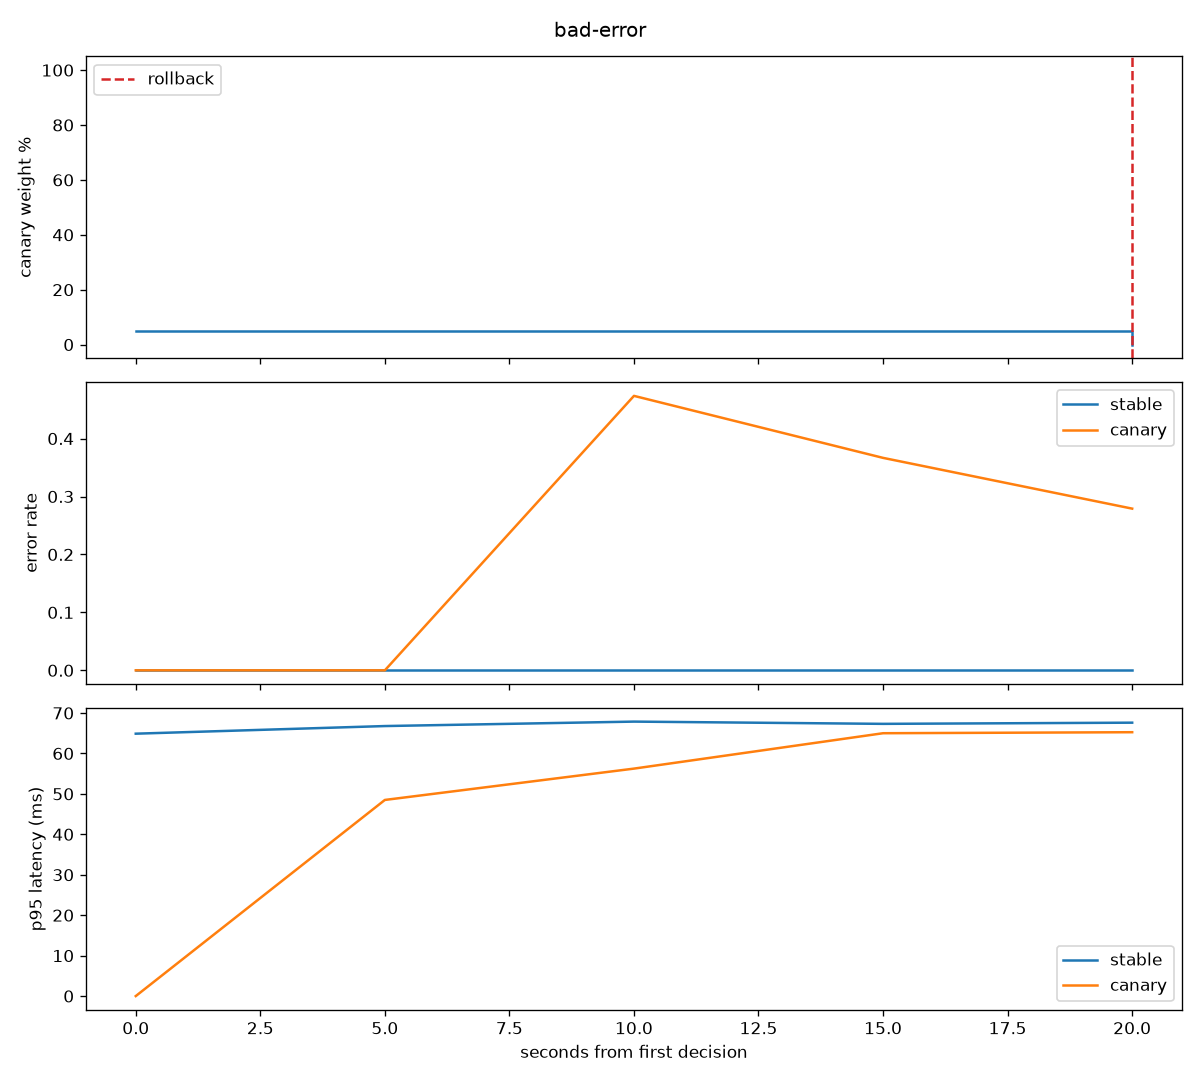 bad-error
canary weight %
100
80
60
40
20
0
rollback
error rate
0.4
0.3
0.2
0.1
0.0
stable
canary
p95 latency (ms)
70
60
50
40
30
20
10
0
stable
canary
0.0 2.5 5.0 7.5 10.0 12.5 15.0 17.5 20.0
seconds from first decision